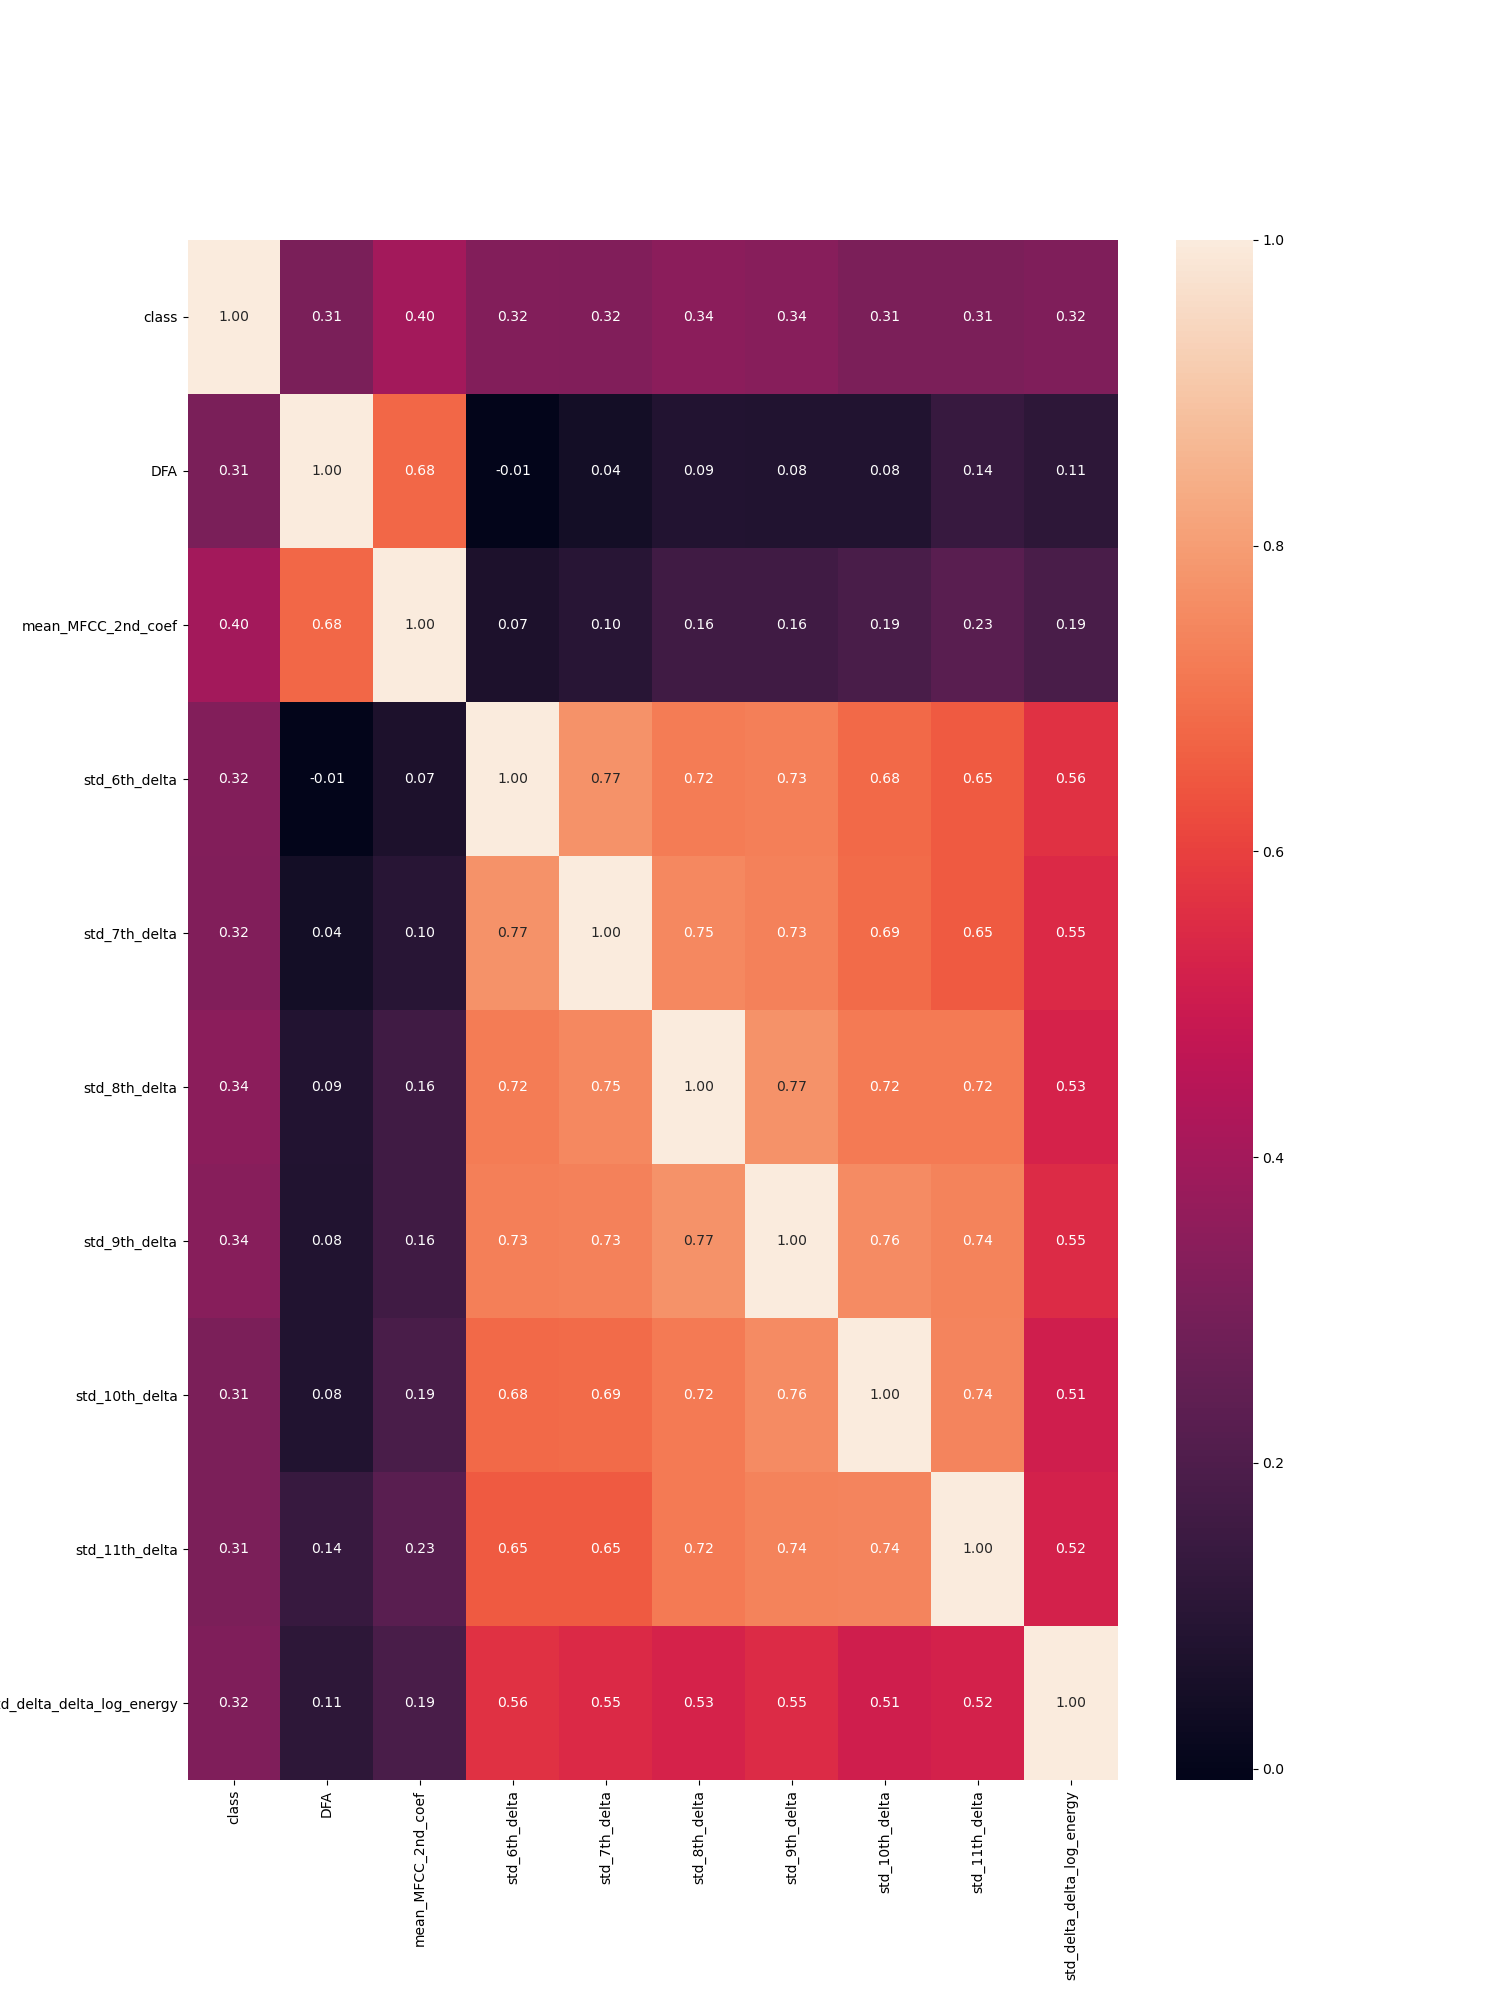 class 1.00 0.31 0.40 0.32 0.32 0.34 0.34 0.31 0.31 0.32
DFA 0.31 1.00 0.68 -0.01 0.04 0.09 0.08 0.08 0.14 0.11
mean_MFCC_2nd_coef 0.40 0.68 1.00 0.07 0.10 0.16 0.16 0.19 0.23 0.19
std_6th_delta 0.32 -0.01 0.07 1.00 0.77 0.72 0.73 0.68 0.65 0.56
std_7th_delta 0.32 0.04 0.10 0.77 1.00 0.75 0.73 0.69 0.65 0.55
std_8th_delta 0.34 0.09 0.16 0.72 0.75 1.00 0.77 0.72 0.72 0.53
std_9th_delta 0.34 0.08 0.16 0.73 0.73 0.77 1.00 0.76 0.74 0.55
std_10th_delta 0.31 0.08 0.19 0.68 0.69 0.72 0.76 1.00 0.74 0.51
std_11th_delta 0.31 0.14 0.23 0.65 0.65 0.72 0.74 0.74 1.00 0.52
d_delta_delta_log_energy 0.32 0.11 0.19 0.56 0.55 0.53 0.55 0.51 0.52 1.00
class
DFA
mean_MFCC_2nd_coef
std_6th_delta
std_7th_delta
std_8th_delta
std_9th_delta
std_10th_delta
std_11th_delta
std_delta_delta_log_energy
1.0
0.8
0.6
0.4
0.2
0.0